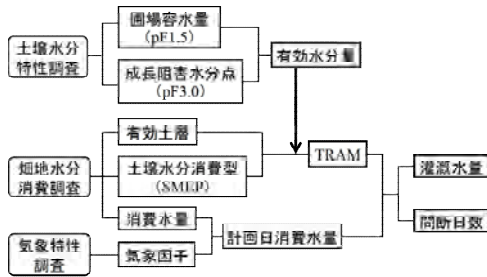 土壌水分
特性調査
圃場容水量
(pF1.5)
成長阻害水分点
(pF3.0)
有効水分量
畑地水分
消費調査
有効土層
土壌水分消費型
(SMEP)
消費水量
TRAM
気象特性
調査
気象因子
計画日消費水量
灌漑水量
間断日数